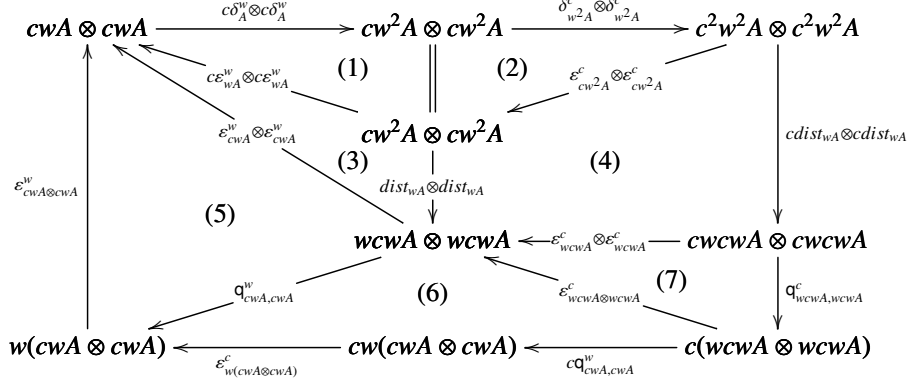 cδ^w_A⊗cδ^w_A δ^c_{w²A}⊗δ^c_{w²A}
cwA ⊗ cwA cw²A ⊗ cw²A c²w²A ⊗ c²w²A
(1) (2)
cε^w_{wA}⊗cε^w_{wA} ε^c_{cw²A}⊗ε^c_{cw²A}
cw²A ⊗ cw²A
ε^w_{cwA}⊗ε^w_{cwA} cdist_{wA}⊗cdist_{wA}
(3) (4)
ε^w_{cwA⊗cwA} dist_{wA}⊗dist_{wA}
(5)
wcwA ⊗ wcwA ε^c_{wcwA}⊗ε^c_{wcwA} cwcwA ⊗ cwcwA
q^w_{cwA,cwA} (6) ε^c_{wcwA⊗wcwA} (7) q^c_{wcwA,wcwA}
w(cwA ⊗ cwA) cw(cwA ⊗ cwA) c(wcwA ⊗ wcwA)
ε^c_{w(cwA⊗cwA)} cq^w_{cwA,cwA}